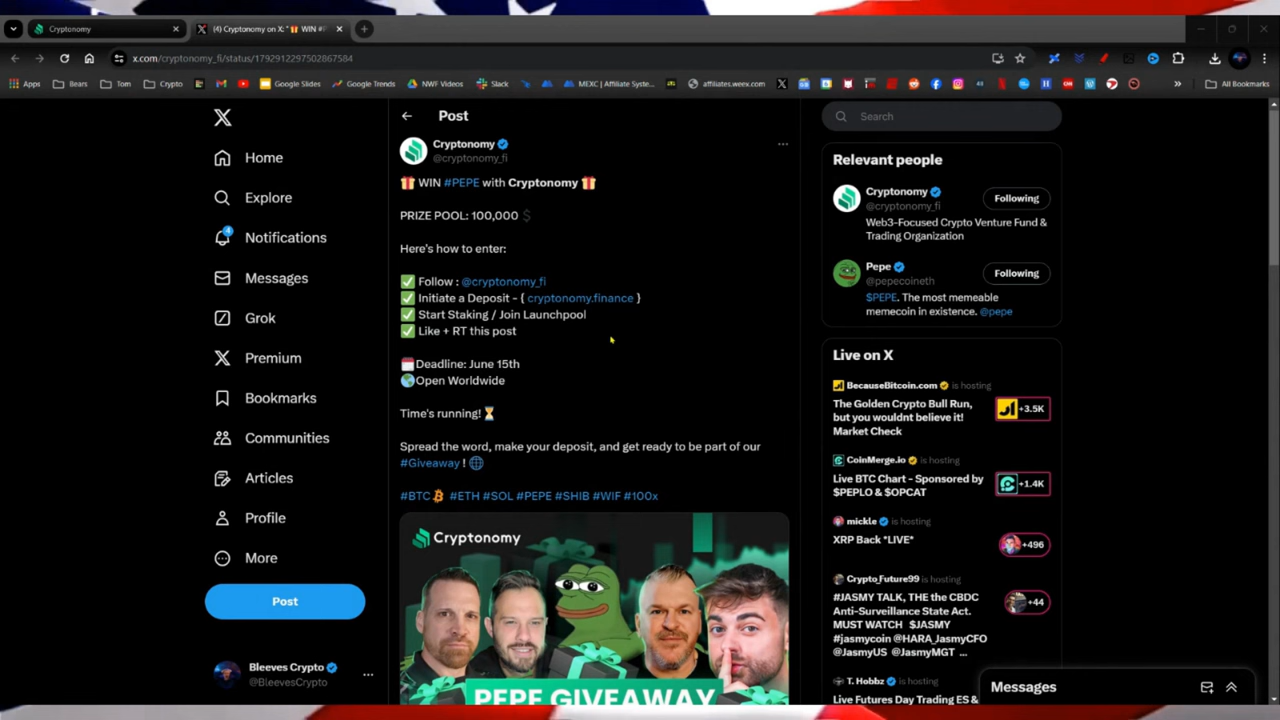 Cryptonomy
(4) Cryptonomy on X: "🎁 WIN #P
x.com/cryptonomy_fi/status/1792912297502867584
Apps
Bears
Tom
Crypto
Google Slides
Google Trends
NWF Videos
Slack
MEXC | Affiliate Syste...
affiliates.weex.com
All Bookmarks
Home
Explore
4
Notifications
Messages
Grok
Premium
Bookmarks
Communities
Articles
Profile
More
Post
Bleeves Crypto
@BleevesCrypto
Post
Cryptonomy
@cryptonomy_fi
🎁 WIN #PEPE with Cryptonomy 🎁
PRIZE POOL: 100,000 💲
Here's how to enter:
✅ Follow : @cryptonomy_fi
✅ Initiate a Deposit - { cryptonomy.finance }
✅ Start Staking / Join Launchpool
✅ Like + RT this post
🗓️Deadline: June 15th
🌎Open Worldwide
Time's running!⏳
Spread the word, make your deposit, and get ready to be part of our
#Giveaway ! 🌐
#BTC #ETH #SOL #PEPE #SHIB #WIF #100x
Cryptonomy
PEPE GIVEAWAY
Search
Relevant people
Cryptonomy
@cryptonomy_fi
Following
Web3-Focused Crypto Venture Fund &
Trading Organization
Pepe
@pepecoineth
Following
$PEPE. The most memeable
memecoin in existence. @pepe
Live on X
BecauseBitcoin.com is hosting
The Golden Crypto Bull Run,
but you wouldnt believe it!
Market Check
+3.5K
CoinMerge.io is hosting
Live BTC Chart - Sponsored by
$PEPLO & $OPCAT
+1.4K
mickle is hosting
XRP Back *LIVE*
+496
Crypto_Future99 is hosting
#JASMY TALK, THE the CBDC
Anti-Surveillance State Act.
MUST WATCH $JASMY
#jasmycoin @HARA_JasmyCFO
@JasmyUS @JasmyMGT ...
+44
T. Hobbz is hosting
Live Futures Day Trading ES &
Messages